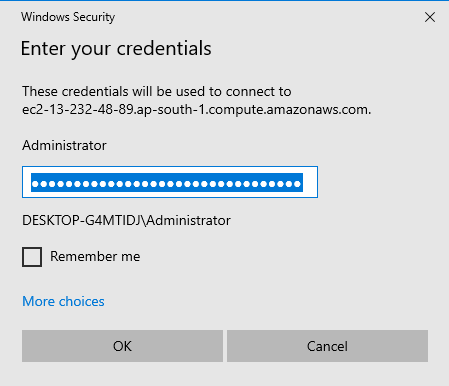 Windows Security
Enter your credentials
These credentials will be used to connect to
ec2-13-232-48-89.ap-south-1.compute.amazonaws.com.
Administrator
DESKTOP-G4MTIDJ\Administrator
Remember me
More choices
OK
Cancel